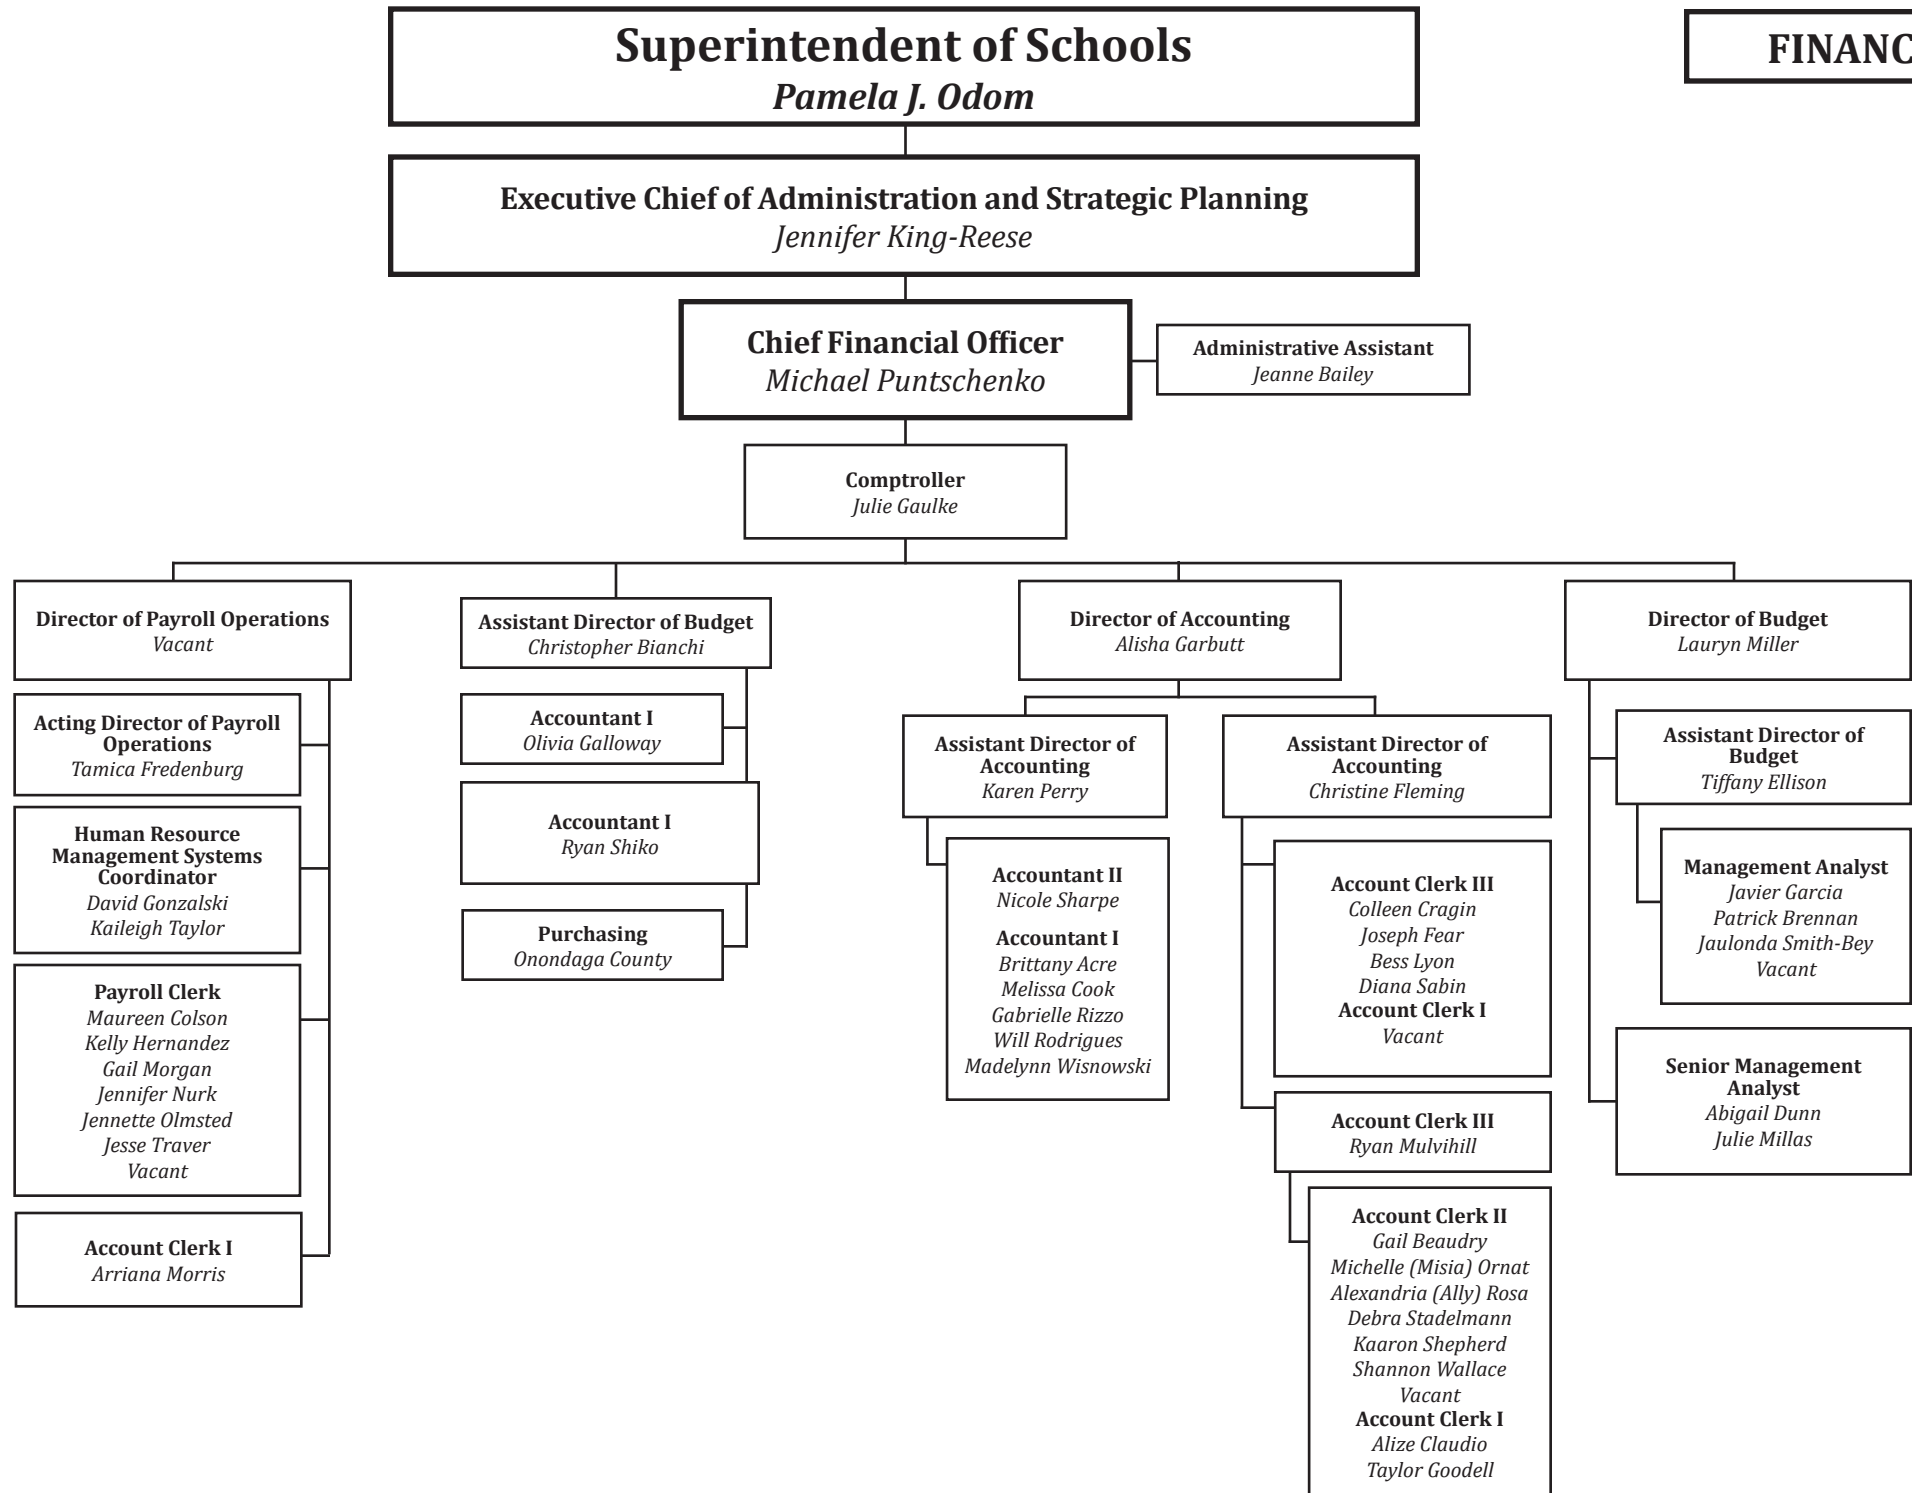 Superintendent of Schools
Pamela J. Odom
FINANC
Executive Chief of Administration and Strategic Planning
Jennifer King-Reese
Chief Financial Officer
Michael Puntschenko
Administrative Assistant
Jeanne Bailey
Comptroller
Julie Gaulke
Director of Payroll Operations
Vacant
Acting Director of Payroll
Operations
Tamica Fredenburg
Human Resource
Management Systems
Coordinator
David Gonzalski
Kaileigh Taylor
Payroll Clerk
Maureen Colson
Kelly Hernandez
Gail Morgan
Jennifer Nurk
Jennette Olmsted
Jesse Traver
Vacant
Account Clerk I
Arriana Morris
Assistant Director of Budget
Christopher Bianchi
Accountant I
Olivia Galloway
Accountant I
Ryan Shiko
Purchasing
Onondaga County
Director of Accounting
Alisha Garbutt
Assistant Director of
Accounting
Karen Perry
Accountant II
Nicole Sharpe
Accountant I
Brittany Acre
Melissa Cook
Gabrielle Rizzo
Will Rodrigues
Madelynn Wisnowski
Assistant Director of
Accounting
Christine Fleming
Account Clerk III
Colleen Cragin
Joseph Fear
Bess Lyon
Diana Sabin
Account Clerk I
Vacant
Account Clerk III
Ryan Mulvihill
Account Clerk II
Gail Beaudry
Michelle (Misia) Ornat
Alexandria (Ally) Rosa
Debra Stadelmann
Kaaron Shepherd
Shannon Wallace
Vacant
Account Clerk I
Alize Claudio
Taylor Goodell
Director of Budget
Lauryn Miller
Assistant Director of
Budget
Tiffany Ellison
Management Analyst
Javier Garcia
Patrick Brennan
Jaulonda Smith-Bey
Vacant
Senior Management
Analyst
Abigail Dunn
Julie Millas